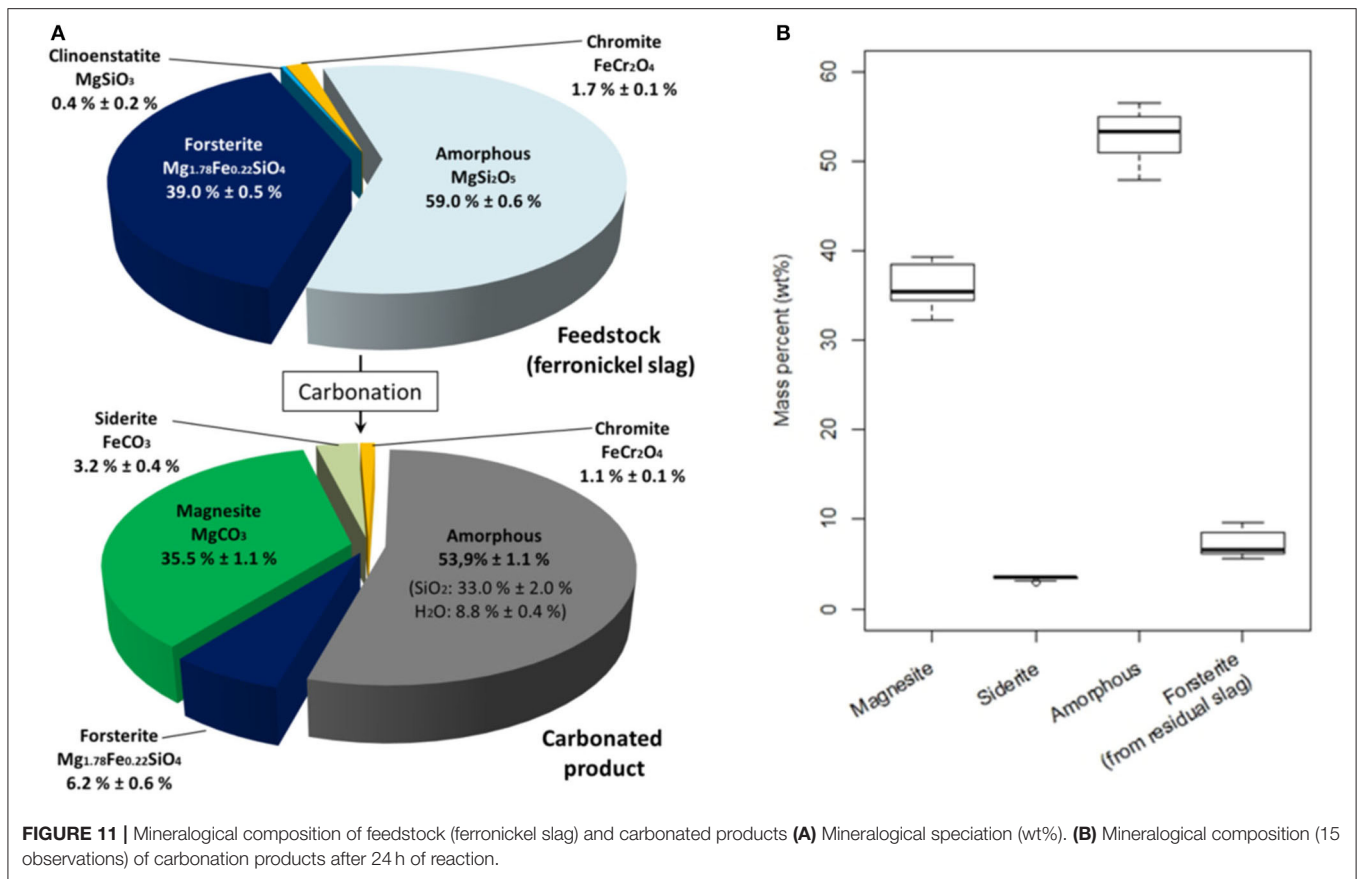 A
Clinoenstatite
MgSiO₃
0.4 % ± 0.2 %
Chromite
FeCr₂O₄
1.7 % ± 0.1 %
Forsterite
Mg₁.₇₈Fe₀.₂₂SiO₄
39.0 % ± 0.5 %
Amorphous
MgSi₂O₅
59.0 % ± 0.6 %
Feedstock
(ferronickel slag)
Carbonation
Siderite
FeCO₃
3.2 % ± 0.4 %
Chromite
FeCr₂O₄
1.1 % ± 0.1 %
Magnesite
MgCO₃
35.5 % ± 1.1 %
Amorphous
53,9% ± 1.1 %
(SiO₂: 33.0 % ± 2.0 %
H₂O: 8.8 % ± 0.4 %)
Forsterite
Mg₁.₇₈Fe₀.₂₂SiO₄
6.2 % ± 0.6 %
Carbonated
product
B
Mass percent (wt%)
60
50
40
30
20
10
0
Magnesite
Siderite
Amorphous
Forsterite
(from residual slag)
FIGURE 11 | Mineralogical composition of feedstock (ferronickel slag) and carbonated products (A) Mineralogical speciation (wt%). (B) Mineralogical composition (15
observations) of carbonation products after 24 h of reaction.